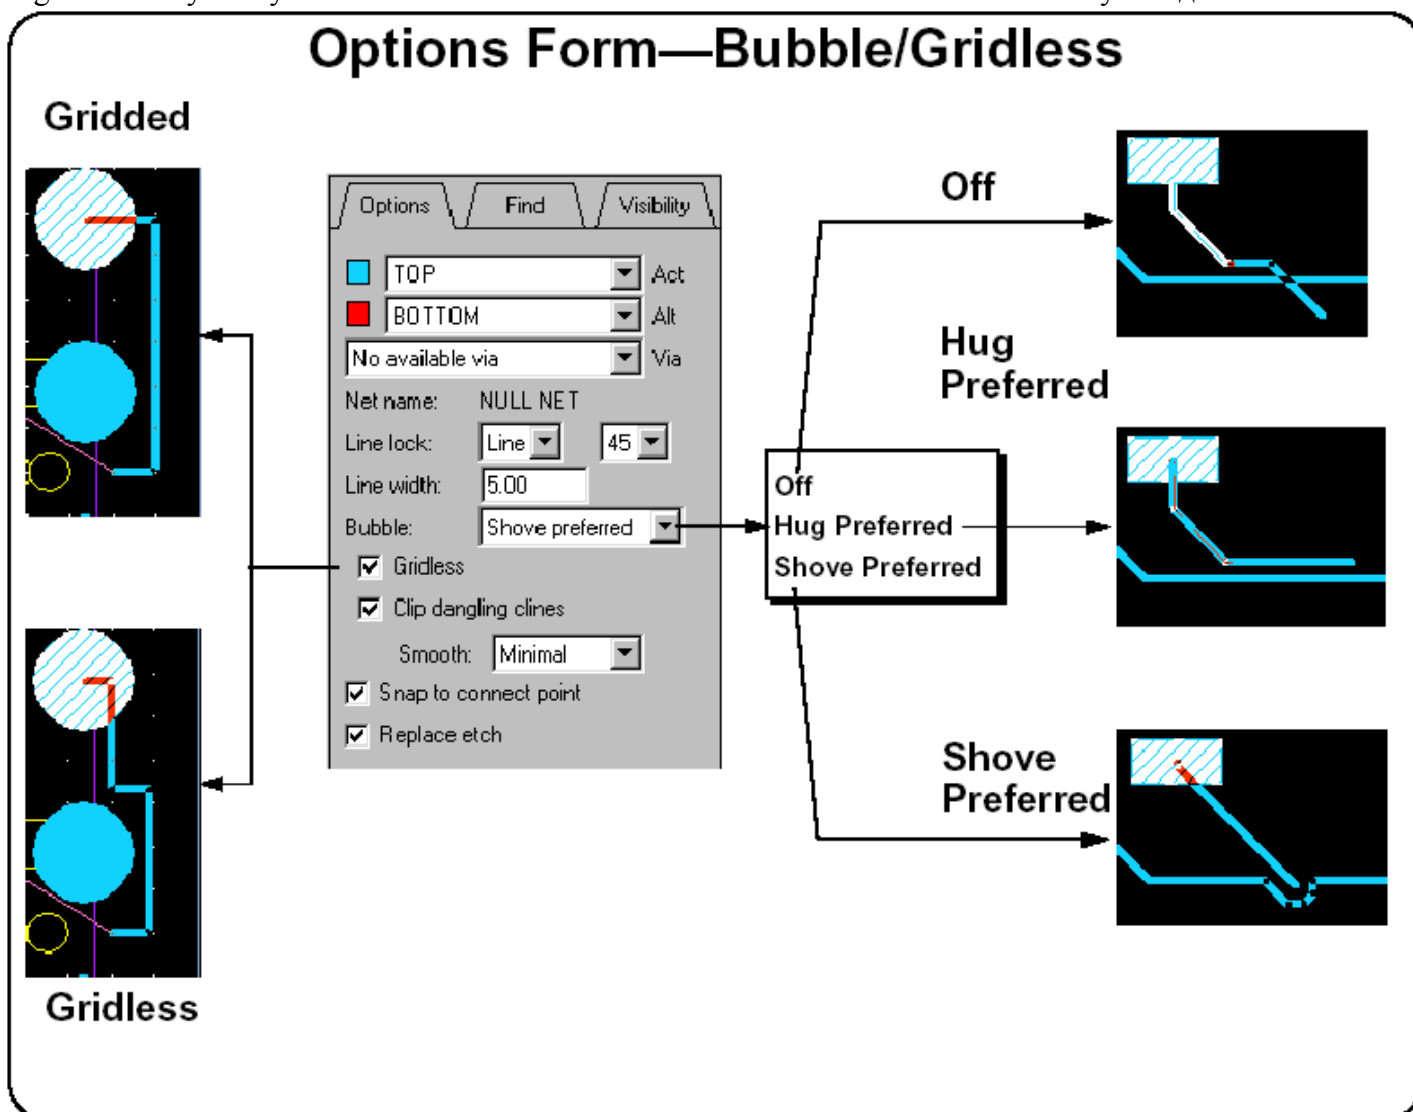 Options Form—Bubble/Gridless
Gridded
Options
Find
Visibility
TOP
Act
BOTTOM
Alt
No available via
Via
Net name:
NULL NET
Line lock:
Line
45
Line width:
5.00
Bubble:
Shove preferred
Gridless
Clip dangling clines
Smooth:
Minimal
Snap to connect point
Replace etch
Gridless
Off
Hug Preferred
Shove Preferred
Off
Hug
Preferred
Shove
Preferred